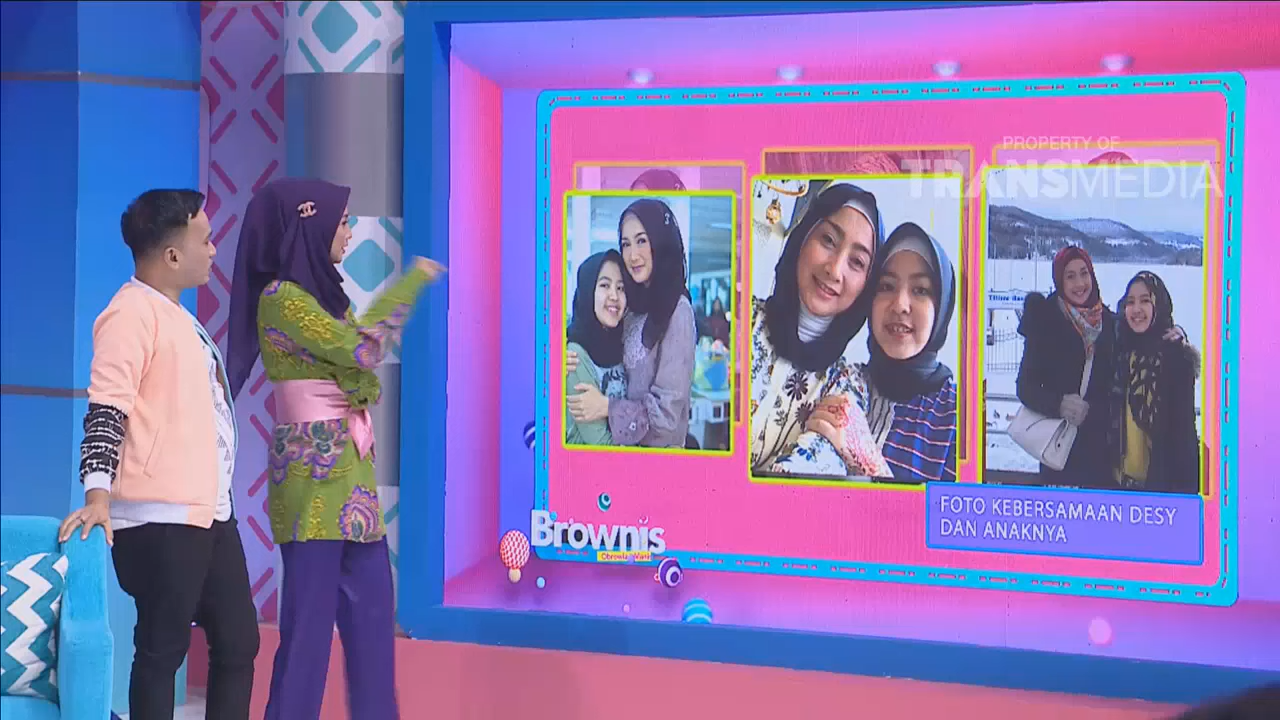 PROPERTY OF
TRANSMEDIA
FOTO KEBERSAMAAN DESY
DAN ANAKNYA
Brownis